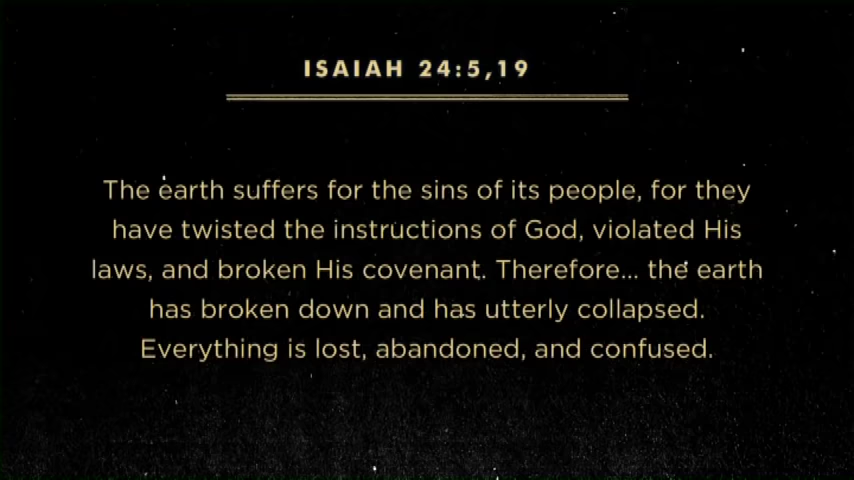 ISAIAH 24:5,19
The earth suffers for the sins of its people, for they
have twisted the instructions of God, violated His
laws, and broken His covenant. Therefore... the earth
has broken down and has utterly collapsed.
Everything is lost, abandoned, and confused.